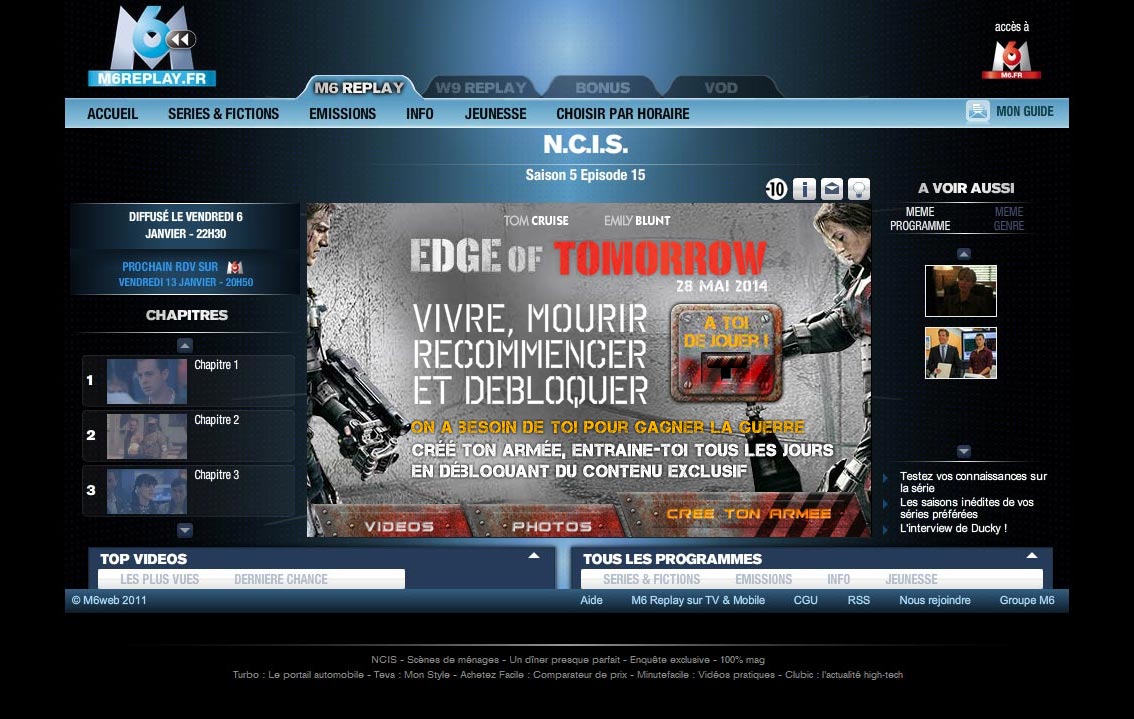 M6REPLAY.FR
accès à
M6.FR
M6 REPLAY
W9 REPLAY
BONUS
VOD
ACCUEIL
SERIES & FICTIONS
EMISSIONS
INFO
JEUNESSE
CHOISIR PAR HORAIRE
MON GUIDE
N.C.I.S.
Saison 5 Episode 15
-10
i
DIFFUSÉ LE VENDREDI 6
JANVIER - 22H30
PROCHAIN RDV SUR M6
VENDREDI 13 JANVIER - 20H50
CHAPITRES
1
Chapitre 1
2
Chapitre 2
3
Chapitre 3
TOM CRUISE EMILY BLUNT
EDGE OF TOMORROW
28 MAI 2014
VIVRE, MOURIR
RECOMMENCER
ET DEBLOQUER
A TOI
DE JOUER !
ON A BESOIN DE TOI POUR GAGNER LA GUERRE
CRÉÉ TON ARMÉE, ENTRAINE-TOI TOUS LES JOURS
EN DÉBLOQUANT DU CONTENU EXCLUSIF
VIDEOS
PHOTOS
CREE TON ARMEE
A VOIR AUSSI
MEME
PROGRAMME
MEME
GENRE
Testez vos connaissances sur
la série
Les saisons inédites de vos
séries préférées
L'interview de Ducky !
TOP VIDEOS
LES PLUS VUES
DERNIERE CHANCE
TOUS LES PROGRAMMES
SERIES & FICTIONS
EMISSIONS
INFO
JEUNESSE
© M6web 2011
Aide
M6 Replay sur TV & Mobile
CGU
RSS
Nous rejoindre
Groupe M6
NCIS - Scènes de ménages - Un dîner presque parfait - Enquête exclusive - 100% mag
Turbo : Le portail automobile - Teva : Mon Style - Achetez Facile : Comparateur de prix - Minutefacile : Vidéos pratiques - Clubic : l'actualité high-tech